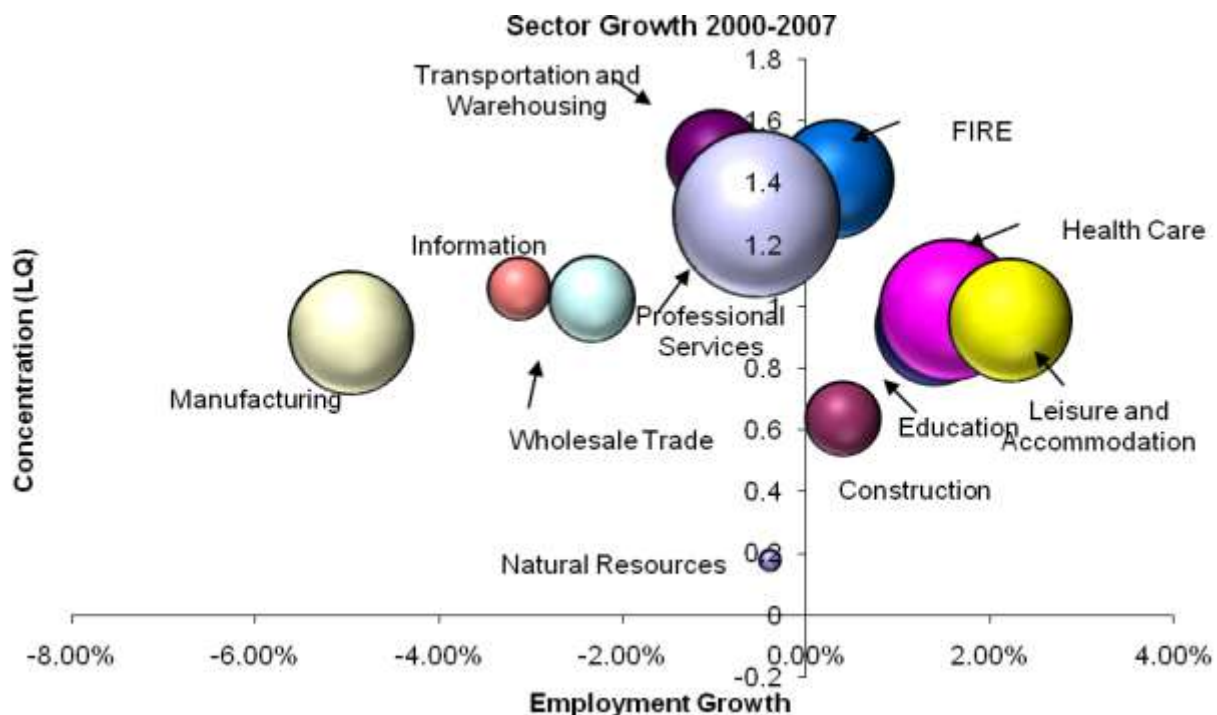 Sector Growth 2000-2007
1.8
Transportation and
Warehousing
1.6
FIRE
1.4
Health Care
Information
1.2
1
Professional
Services
Concentration (LQ)
0.8
Manufacturing
Leisure and
Accommodation
Education
0.6
Wholesale Trade
Construction
0.4
Natural Resources
0.2
0
-8.00%
-6.00%
-4.00%
-2.00%
0.00%
2.00%
4.00%
-0.2
Employment Growth